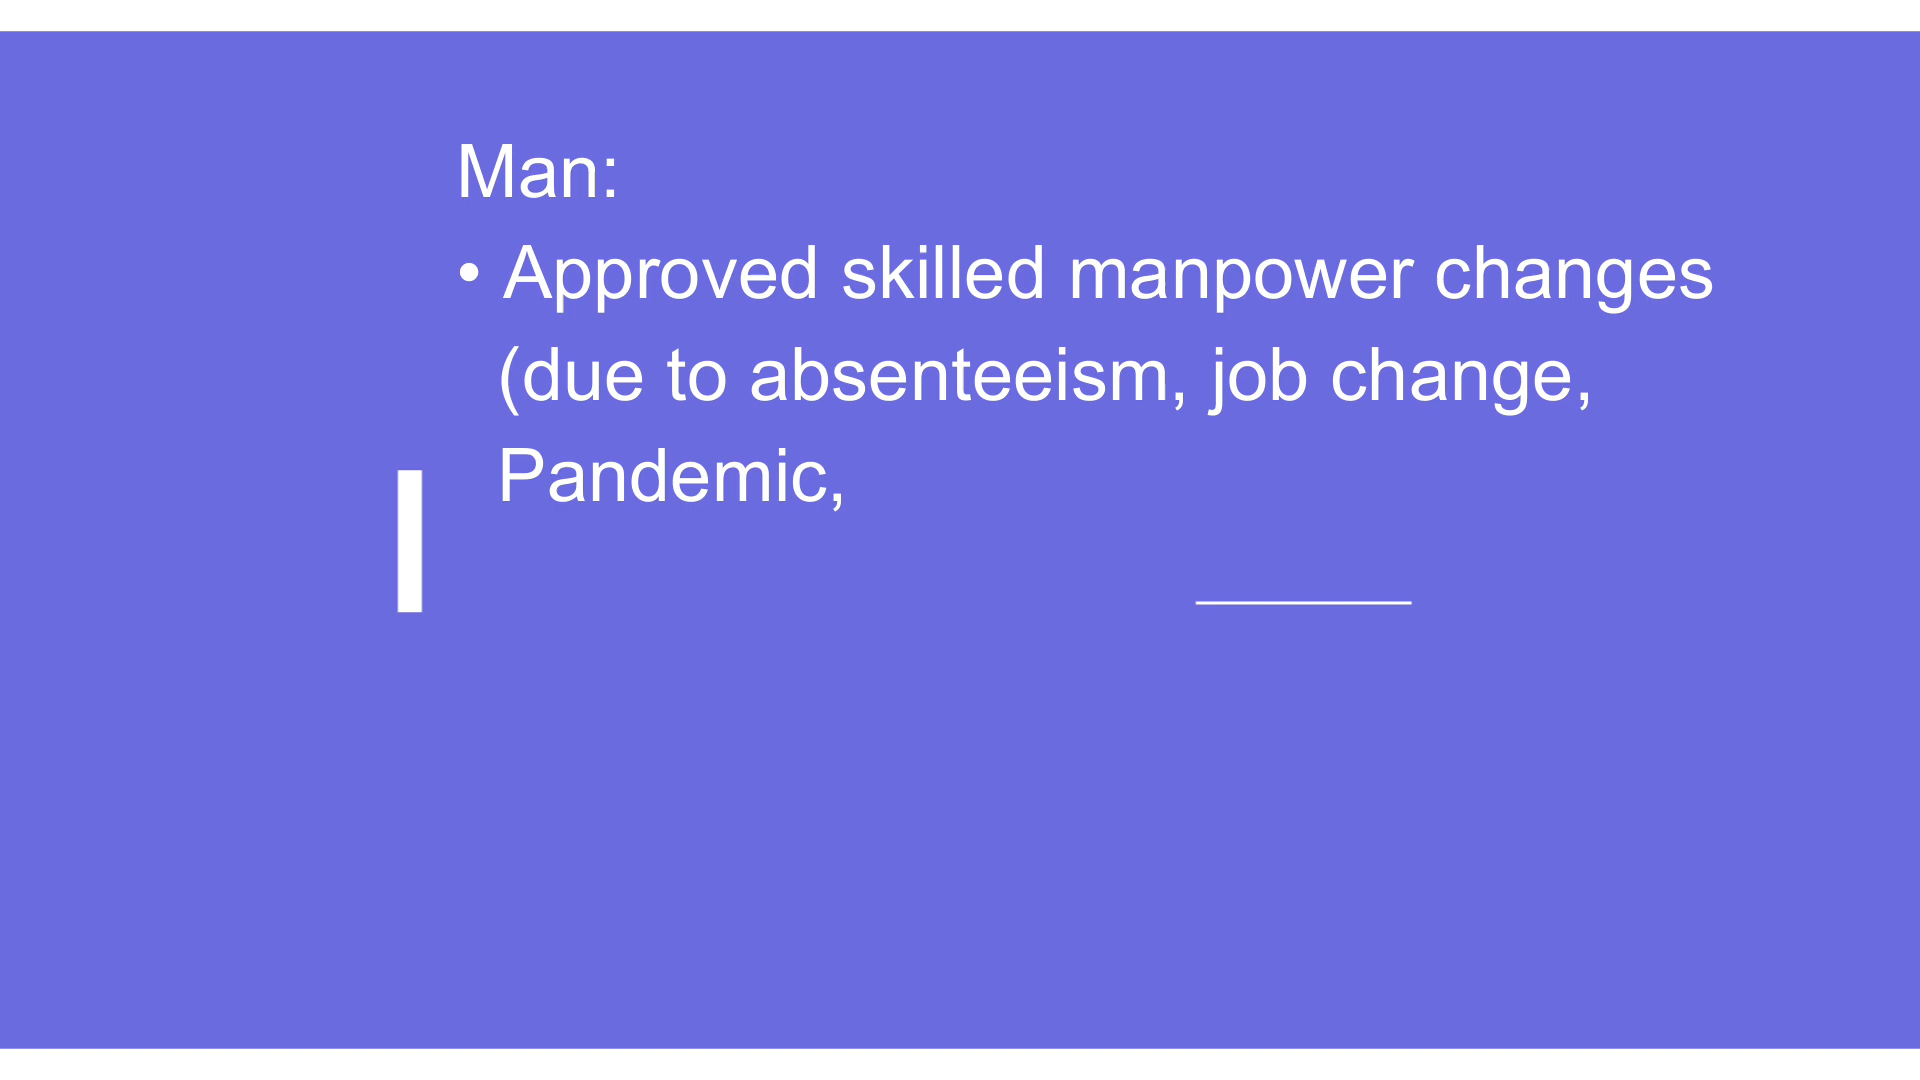 Man:
• Approved skilled manpower changes
(due to absenteeism, job change,
Pandemic,